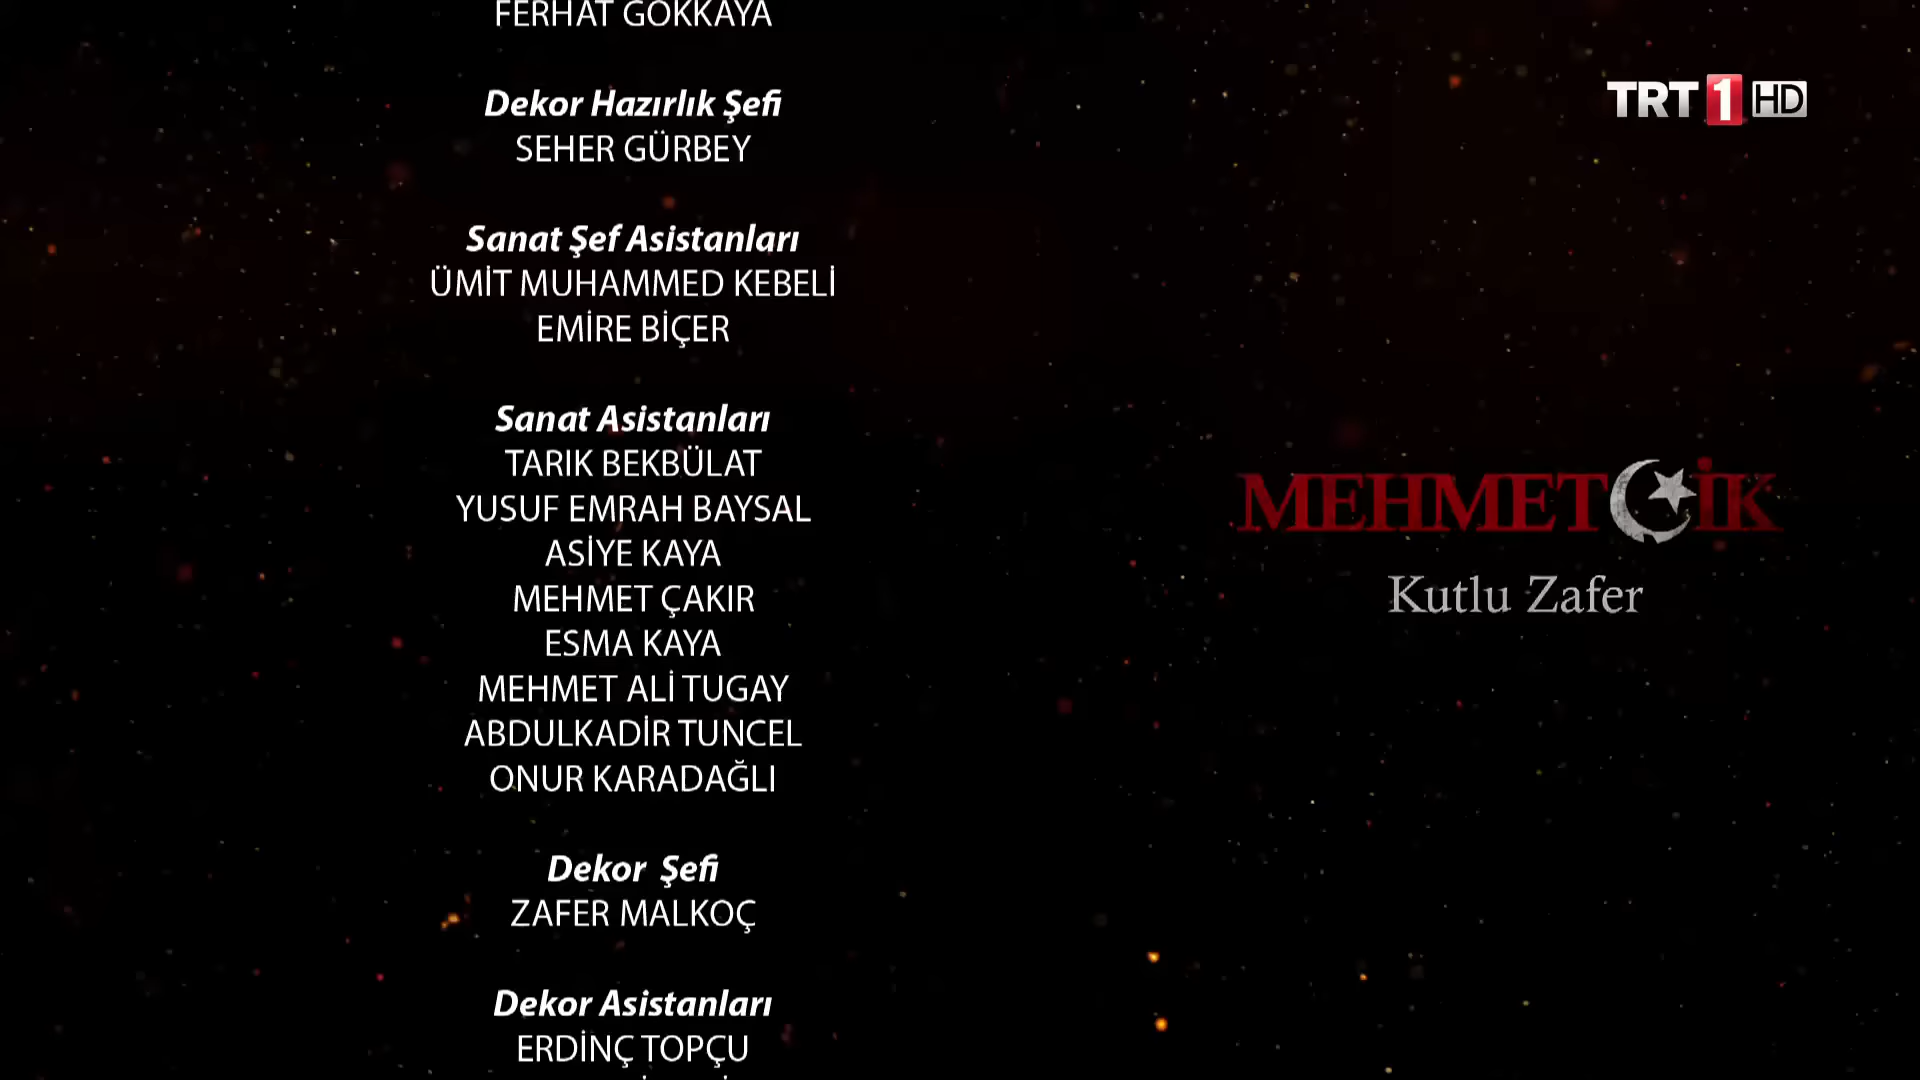 FERHAT GÖKKAYA
Dekor Hazırlık Şefi
SEHER GÜRBEY
Sanat Şef Asistanları
ÜMİT MUHAMMED KEBELİ
EMİRE BİÇER
Sanat Asistanları
TARIK BEKBÜLAT
YUSUF EMRAH BAYSAL
ASİYE KAYA
MEHMET ÇAKIR
ESMA KAYA
MEHMET ALİ TUGAY
ABDULKADİR TUNCEL
ONUR KARADAĞLI
Dekor Şefi
ZAFER MALKOÇ
Dekor Asistanları
ERDİNÇ TOPÇU
TRT 1 HD
MEHMETCİK
Kutlu Zafer